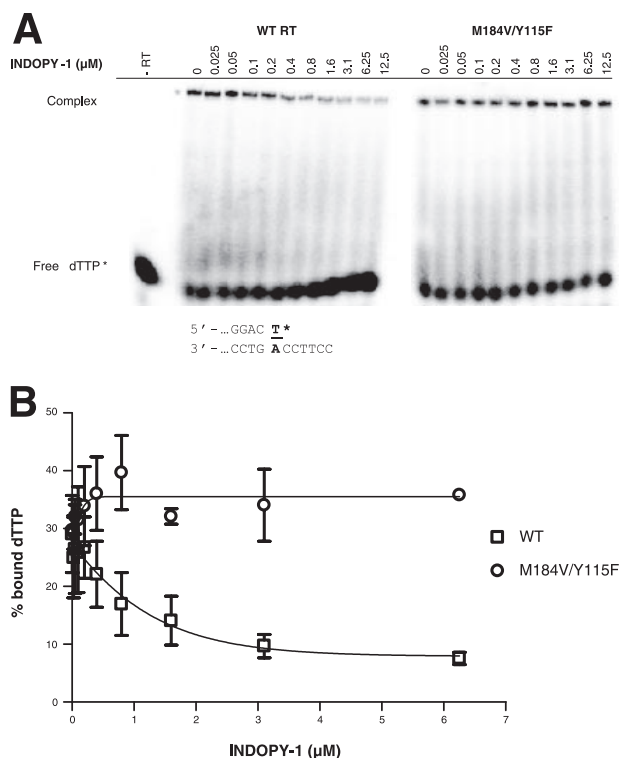 A
WT RT
M184V/Y115F
INDOPY-1 (µM)
- RT
0 0.025 0.05 0.1 0.2 0.4 0.8 1.6 3.1 6.25 12.5
0 0.025 0.05 0.1 0.2 0.4 0.8 1.6 3.1 6.25 12.5
Complex
Free dTTP*
5'-…GGAC T*
3'-…CCTG ACCTTCC
B
50
40
30
20
10
0
% bound dTTP
0 1 2 3 4 5 6 7
INDOPY-1 (µM)
WT
M184V/Y115F